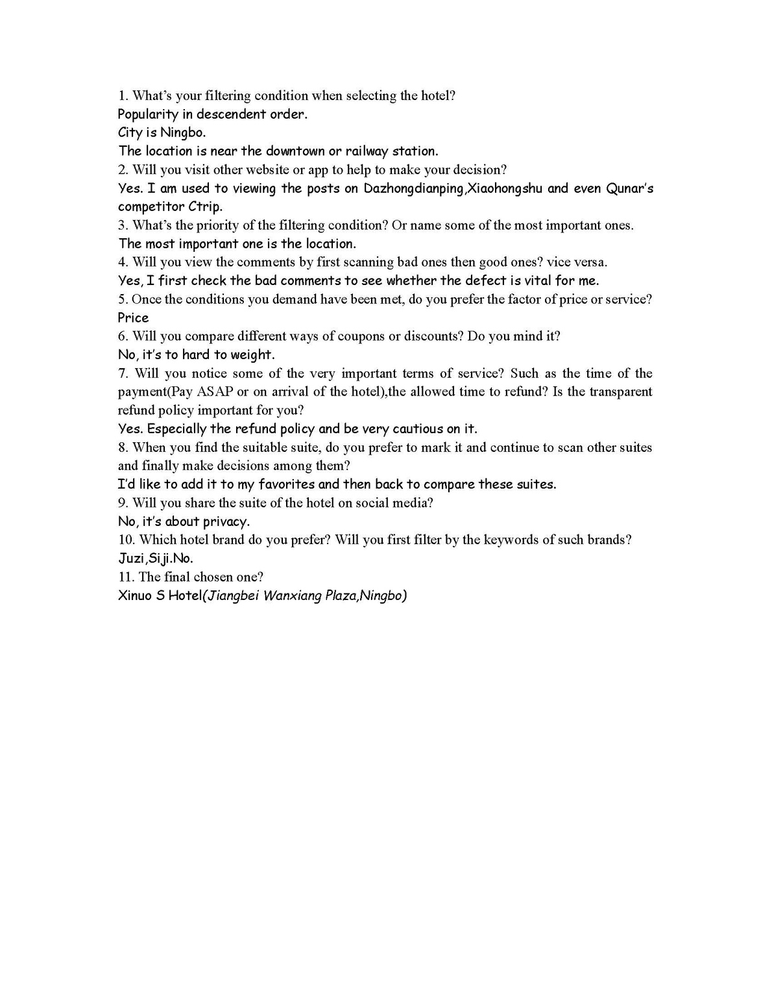 1. What’s your filtering condition when selecting the hotel?
Popularity in descendent order.
City is Ningbo.
The location is near the downtown or railway station.
2. Will you visit other website or app to help to make your decision?
Yes. I am used to viewing the posts on Dazhongdianping,Xiaohongshu and even Qunar’s
competitor Ctrip.
3. What’s the priority of the filtering condition? Or name some of the most important ones.
The most important one is the location.
4. Will you view the comments by first scanning bad ones then good ones? vice versa.
Yes, I first check the bad comments to see whether the defect is vital for me.
5. Once the conditions you demand have been met, do you prefer the factor of price or service?
Price
6. Will you compare different ways of coupons or discounts? Do you mind it?
No, it’s to hard to weight.
7. Will you notice some of the very important terms of service? Such as the time of the
payment(Pay ASAP or on arrival of the hotel),the allowed time to refund? Is the transparent
refund policy important for you?
Yes. Especially the refund policy and be very cautious on it.
8. When you find the suitable suite, do you prefer to mark it and continue to scan other suites
and finally make decisions among them?
I’d like to add it to my favorites and then back to compare these suites.
9. Will you share the suite of the hotel on social media?
No, it’s about privacy.
10. Which hotel brand do you prefer? Will you first filter by the keywords of such brands?
Juzi,Siji.No.
11. The final chosen one?
Xinuo S Hotel(Jiangbei Wanxiang Plaza,Ningbo)